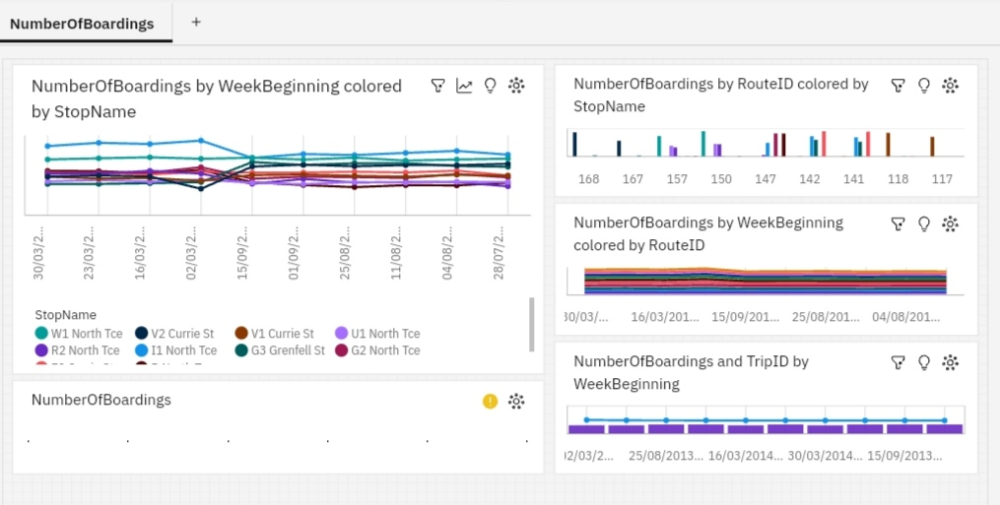 NumberOfBoardings
+
NumberOfBoardings by WeekBeginning colored
by StopName
30/03/2...
23/03/2...
16/03/2...
02/03/2...
15/09/2...
01/09/2...
25/08/2...
11/08/2...
04/08/2...
28/07/2...
StopName
W1 North Tce
V2 Currie St
V1 Currie St
U1 North Tce
R2 North Tce
I1 North Tce
G3 Grenfell St
G2 North Tce
NumberOfBoardings
!
NumberOfBoardings by RouteID colored by
StopName
168 167 157 150 147 142 141 118 117
NumberOfBoardings by WeekBeginning
colored by RouteID
30/03/... 16/03/201... 15/09/201... 25/08/201... 04/08/201...
NumberOfBoardings and TripID by
WeekBeginning
02/03/2... 25/08/2013... 16/03/2014... 30/03/2014... 15/09/2013...